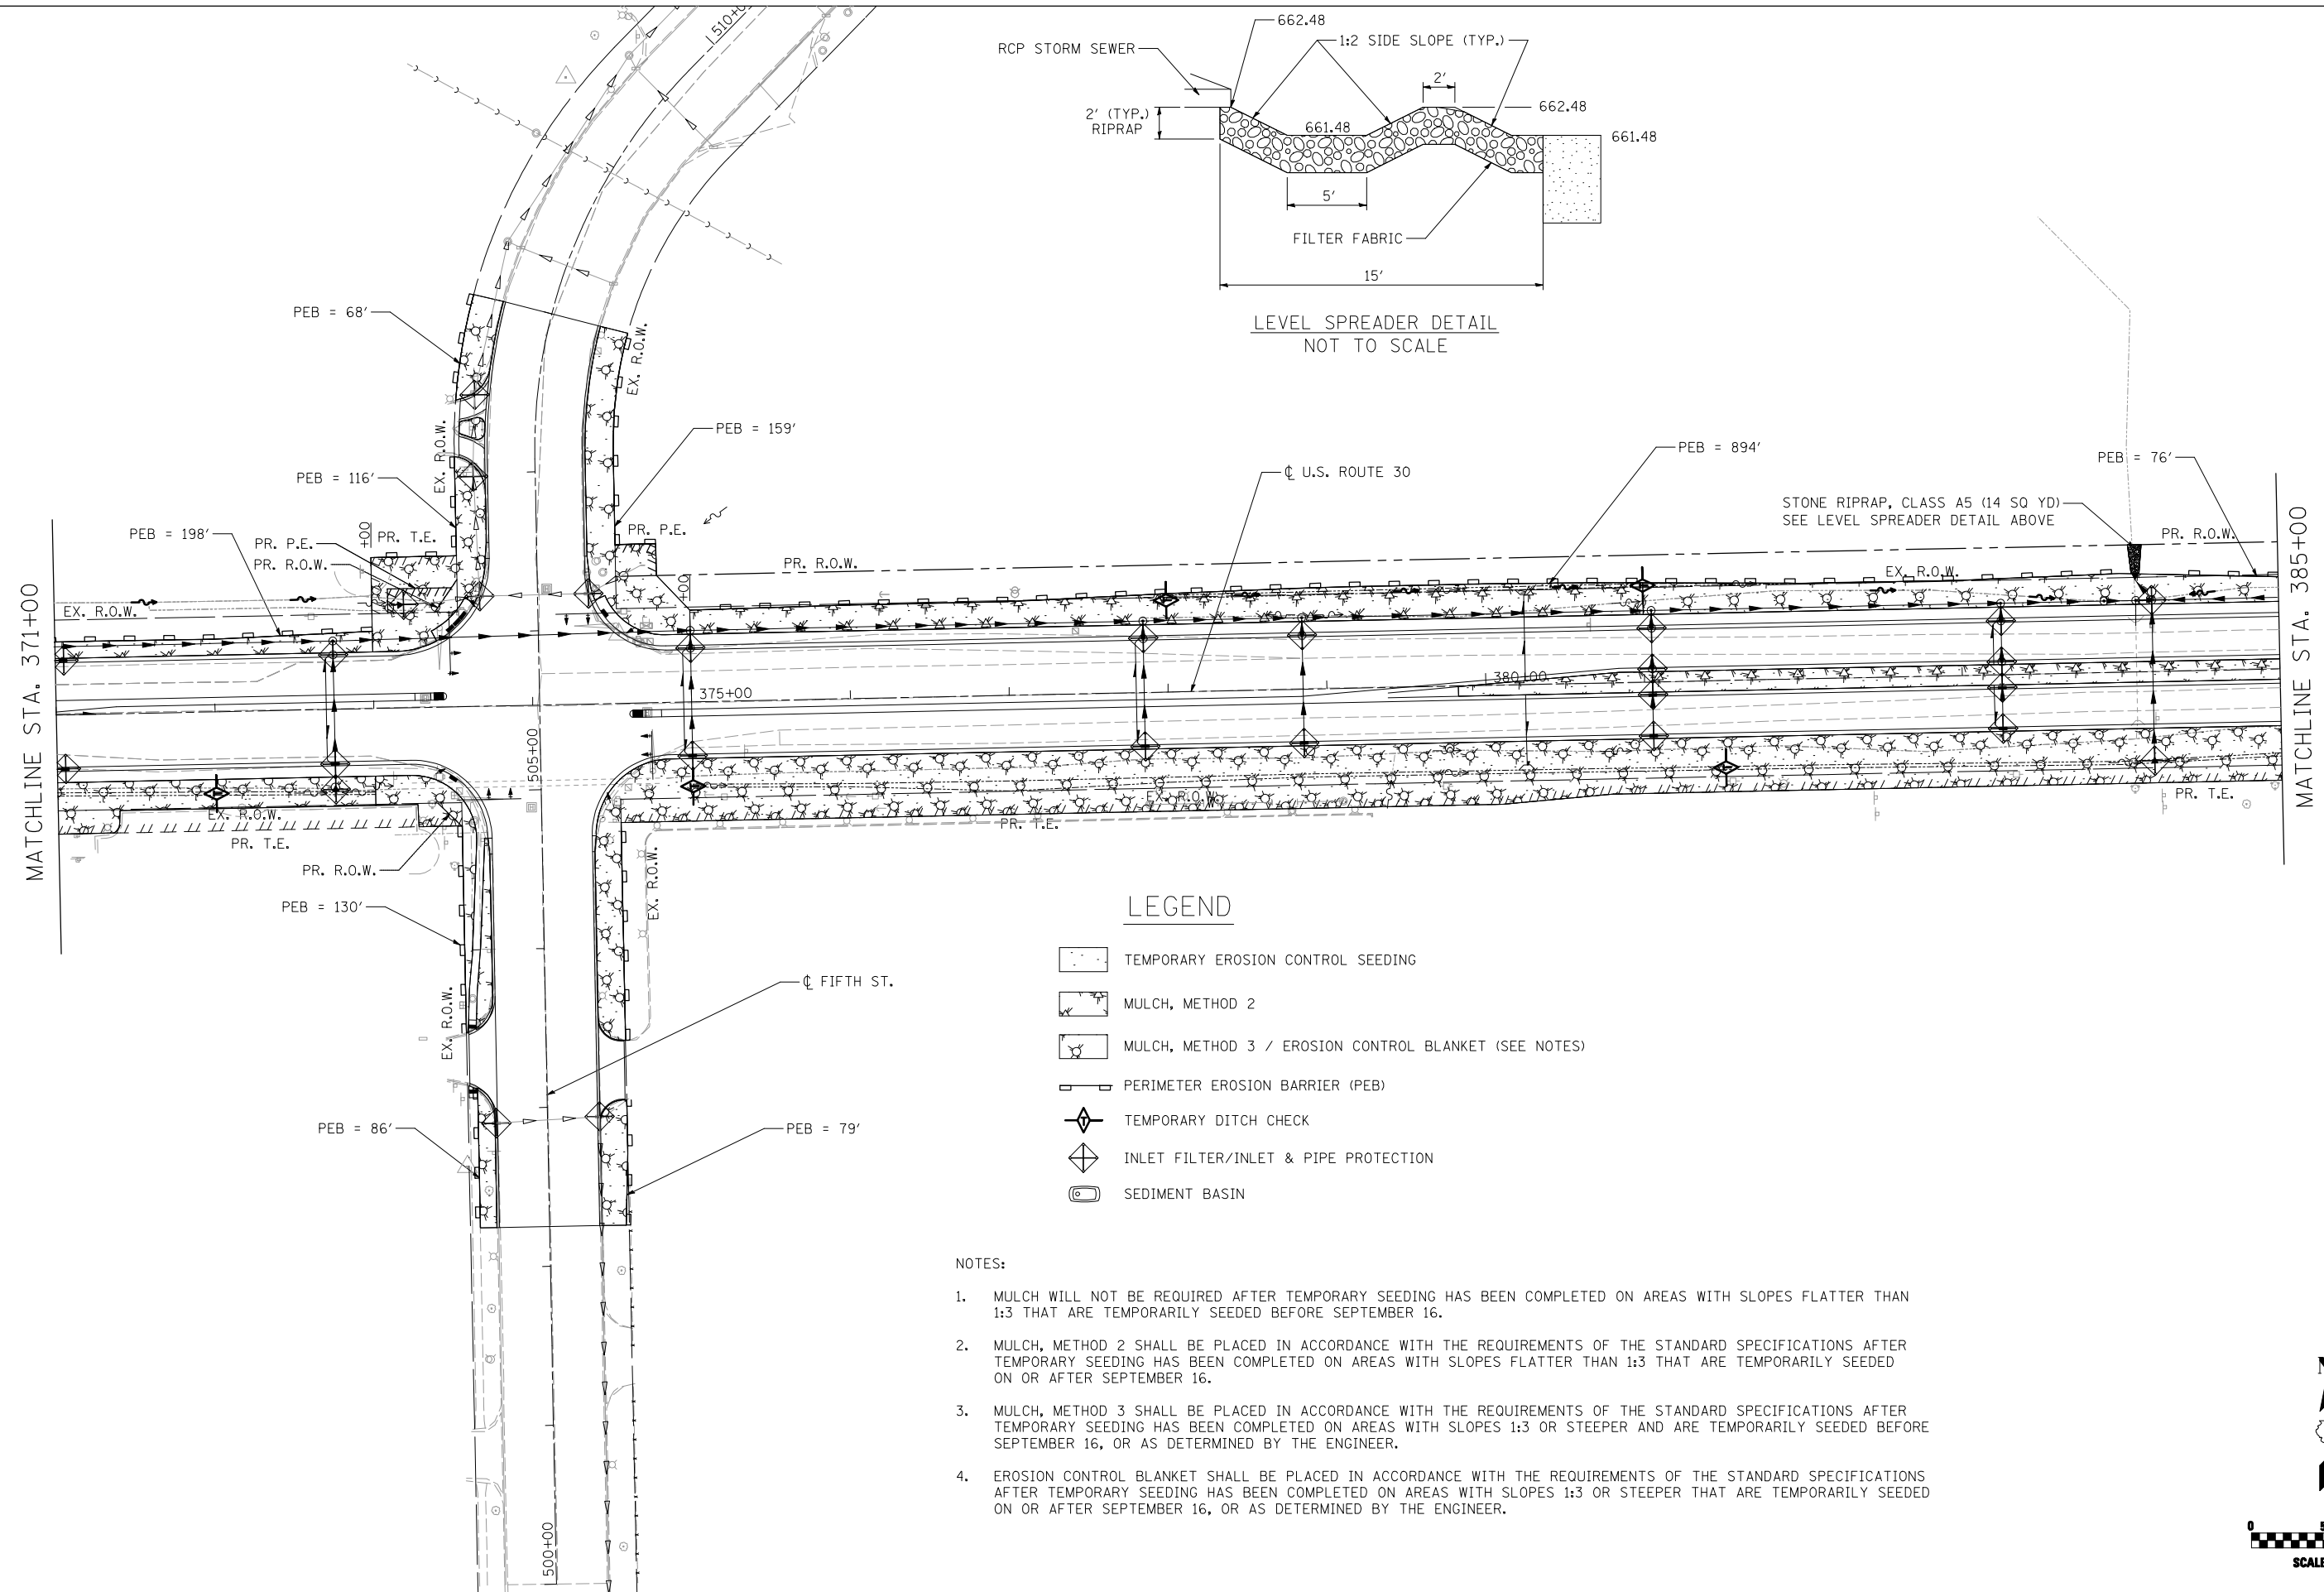 510+0
662.48
RCP STORM SEWER
1:2 SIDE SLOPE (TYP.)
2'
2' (TYP.)
RIPRAP
662.48
661.48
661.48
5'
FILTER FABRIC
15'
LEVEL SPREADER DETAIL
NOT TO SCALE
PEB = 68'
EX. R.O.W.
PEB = 159'
PEB = 894'
PEB = 76'
EX. R.O.W.
PEB = 116'
℄ U.S. ROUTE 30
STONE RIPRAP, CLASS A5 (14 SQ YD)
SEE LEVEL SPREADER DETAIL ABOVE
PEB = 198'
+00
PR. T.E.
PR. P.E.
PR. R.O.W.
PR. P.E.
PR. R.O.W.
PR. R.O.W.
EX. R.O.W.
EX. R.O.W.
+00
MATCHLINE STA. 371+00
MATCHLINE STA. 385+00
375+00
380+00
505+00
EX. R.O.W.
PR. T.E.
EX. R.O.W.
PR. T.E.
PR. T.E.
PR. R.O.W.
EX. R.O.W.
PEB = 130'
EX. R.O.W.
℄ FIFTH ST.
PEB = 86'
PEB = 79'
500+00
LEGEND
TEMPORARY EROSION CONTROL SEEDING
MULCH, METHOD 2
MULCH, METHOD 3 / EROSION CONTROL BLANKET (SEE NOTES)
PERIMETER EROSION BARRIER (PEB)
T
TEMPORARY DITCH CHECK
INLET FILTER/INLET & PIPE PROTECTION
SEDIMENT BASIN
NOTES:
1. MULCH WILL NOT BE REQUIRED AFTER TEMPORARY SEEDING HAS BEEN COMPLETED ON AREAS WITH SLOPES FLATTER THAN
1:3 THAT ARE TEMPORARILY SEEDED BEFORE SEPTEMBER 16.
2. MULCH, METHOD 2 SHALL BE PLACED IN ACCORDANCE WITH THE REQUIREMENTS OF THE STANDARD SPECIFICATIONS AFTER
TEMPORARY SEEDING HAS BEEN COMPLETED ON AREAS WITH SLOPES FLATTER THAN 1:3 THAT ARE TEMPORARILY SEEDED
ON OR AFTER SEPTEMBER 16.
3. MULCH, METHOD 3 SHALL BE PLACED IN ACCORDANCE WITH THE REQUIREMENTS OF THE STANDARD SPECIFICATIONS AFTER
TEMPORARY SEEDING HAS BEEN COMPLETED ON AREAS WITH SLOPES 1:3 OR STEEPER AND ARE TEMPORARILY SEEDED BEFORE
SEPTEMBER 16, OR AS DETERMINED BY THE ENGINEER.
4. EROSION CONTROL BLANKET SHALL BE PLACED IN ACCORDANCE WITH THE REQUIREMENTS OF THE STANDARD SPECIFICATIONS
AFTER TEMPORARY SEEDING HAS BEEN COMPLETED ON AREAS WITH SLOPES 1:3 OR STEEPER THAT ARE TEMPORARILY SEEDED
ON OR AFTER SEPTEMBER 16, OR AS DETERMINED BY THE ENGINEER.
0
SCALE